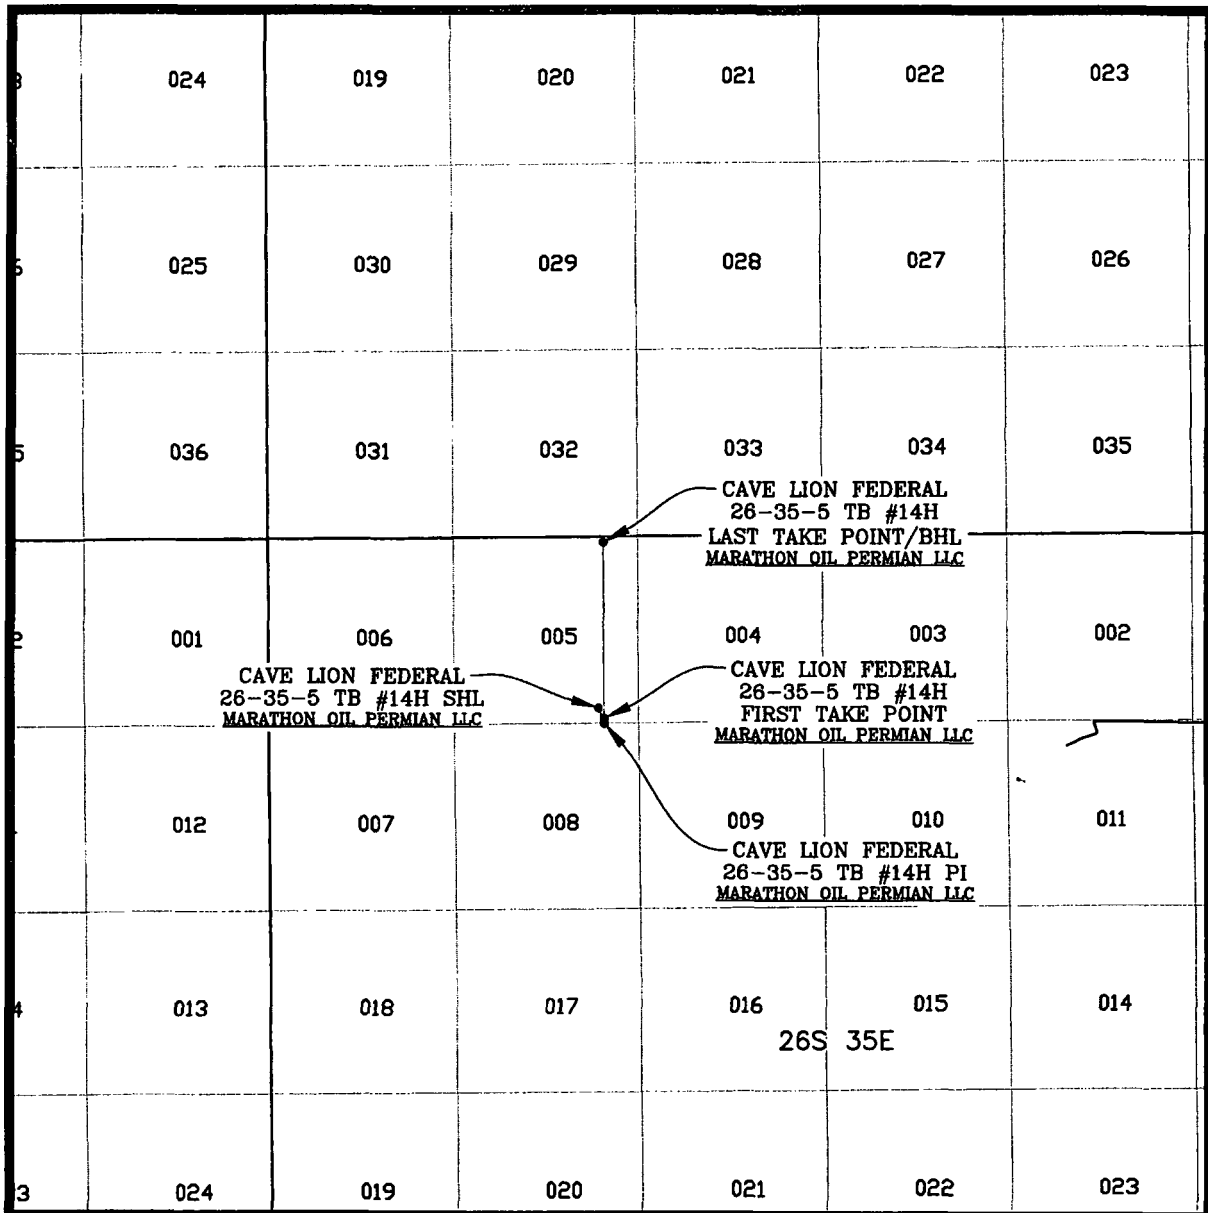 024 019 020 021 022 023
025 030 029 028 027 026
036 031 032 033 034 035
CAVE LION FEDERAL
26-35-5 TB #14H
LAST TAKE POINT/BHL
MARATHON OIL PERMIAN LLC
001 006 005 004 003 002
CAVE LION FEDERAL
26-35-5 TB #14H SHL
MARATHON OIL PERMIAN LLC
CAVE LION FEDERAL
26-35-5 TB #14H
FIRST TAKE POINT
MARATHON OIL PERMIAN LLC
012 007 008 009 010 011
CAVE LION FEDERAL
26-35-5 TB #14H PI
MARATHON OIL PERMIAN LLC
013 018 017 016 015 014
26S 35E
024 019 020 021 022 023